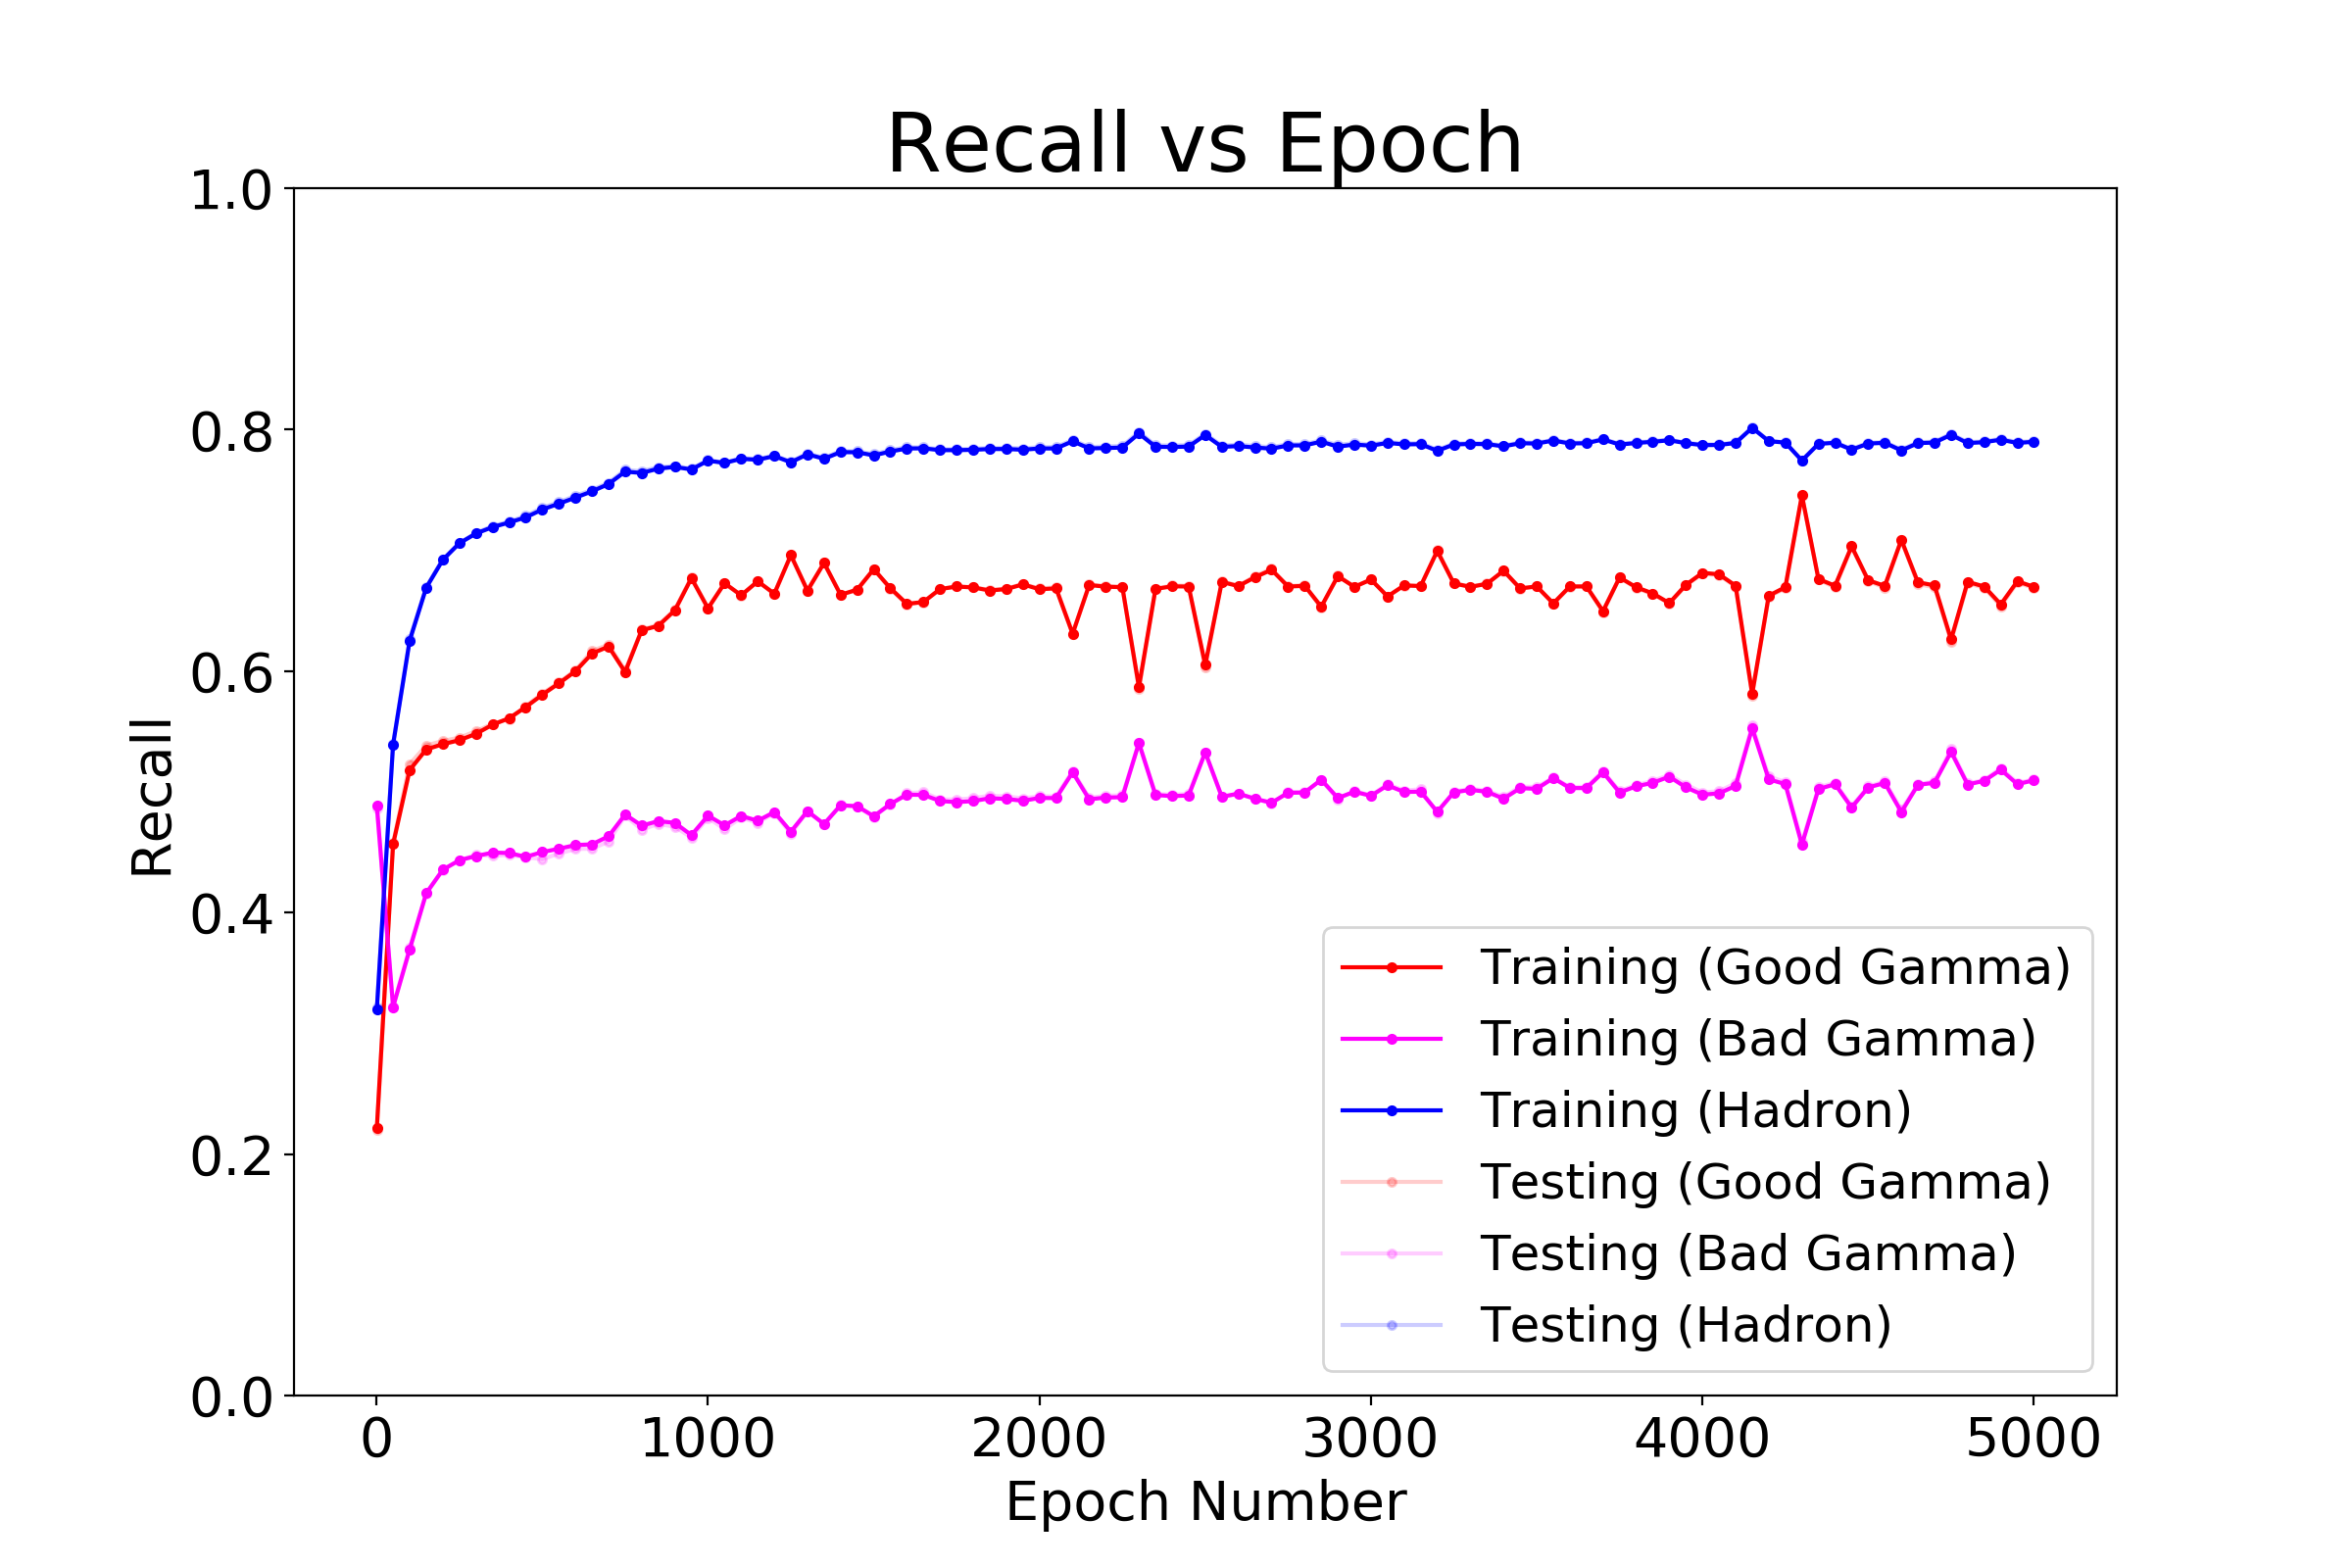 Recall vs Epoch
1.0
0.8
0.6
0.4
0.2
0.0
Recall
Training (Good Gamma)
Training (Bad Gamma)
Training (Hadron)
Testing (Good Gamma)
Testing (Bad Gamma)
Testing (Hadron)
0 1000 2000 3000 4000 5000
Epoch Number